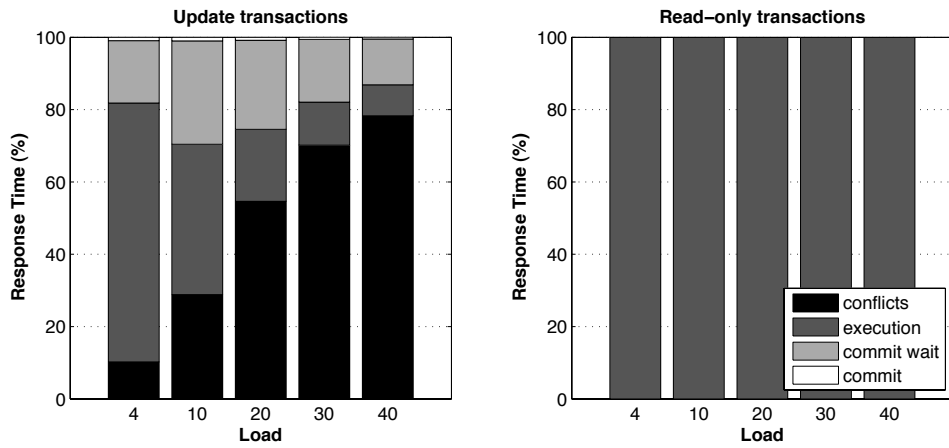 Update transactions
Response Time (%)
100
80
60
40
20
0
4 10 20 30 40
Load
Read−only transactions
Response Time (%)
100
80
60
40
20
0
conflicts
execution
commit wait
commit
4 10 20 30 40
Load